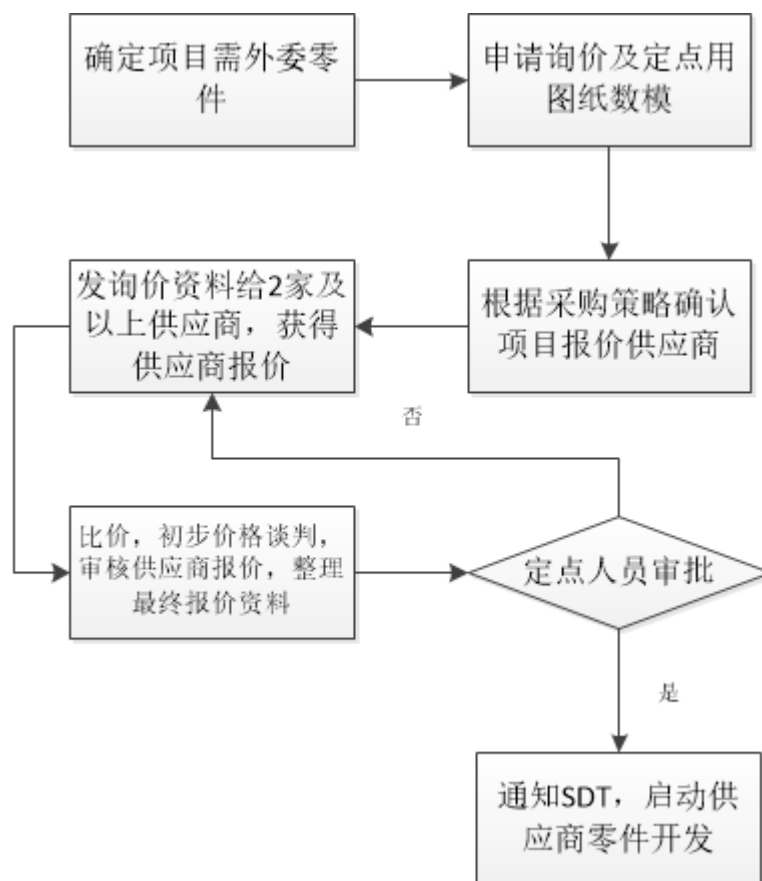 确定项目需外委零
件
申请询价及定点用
图纸数模
根据采购策略确认
项目报价供应商
发询价资料给2家及
以上供应商，获得
供应商报价
否
比价，初步价格谈判，
审核供应商报价，整理
最终报价资料
定点人员审批
是
通知SDT，启动供
应商零件开发